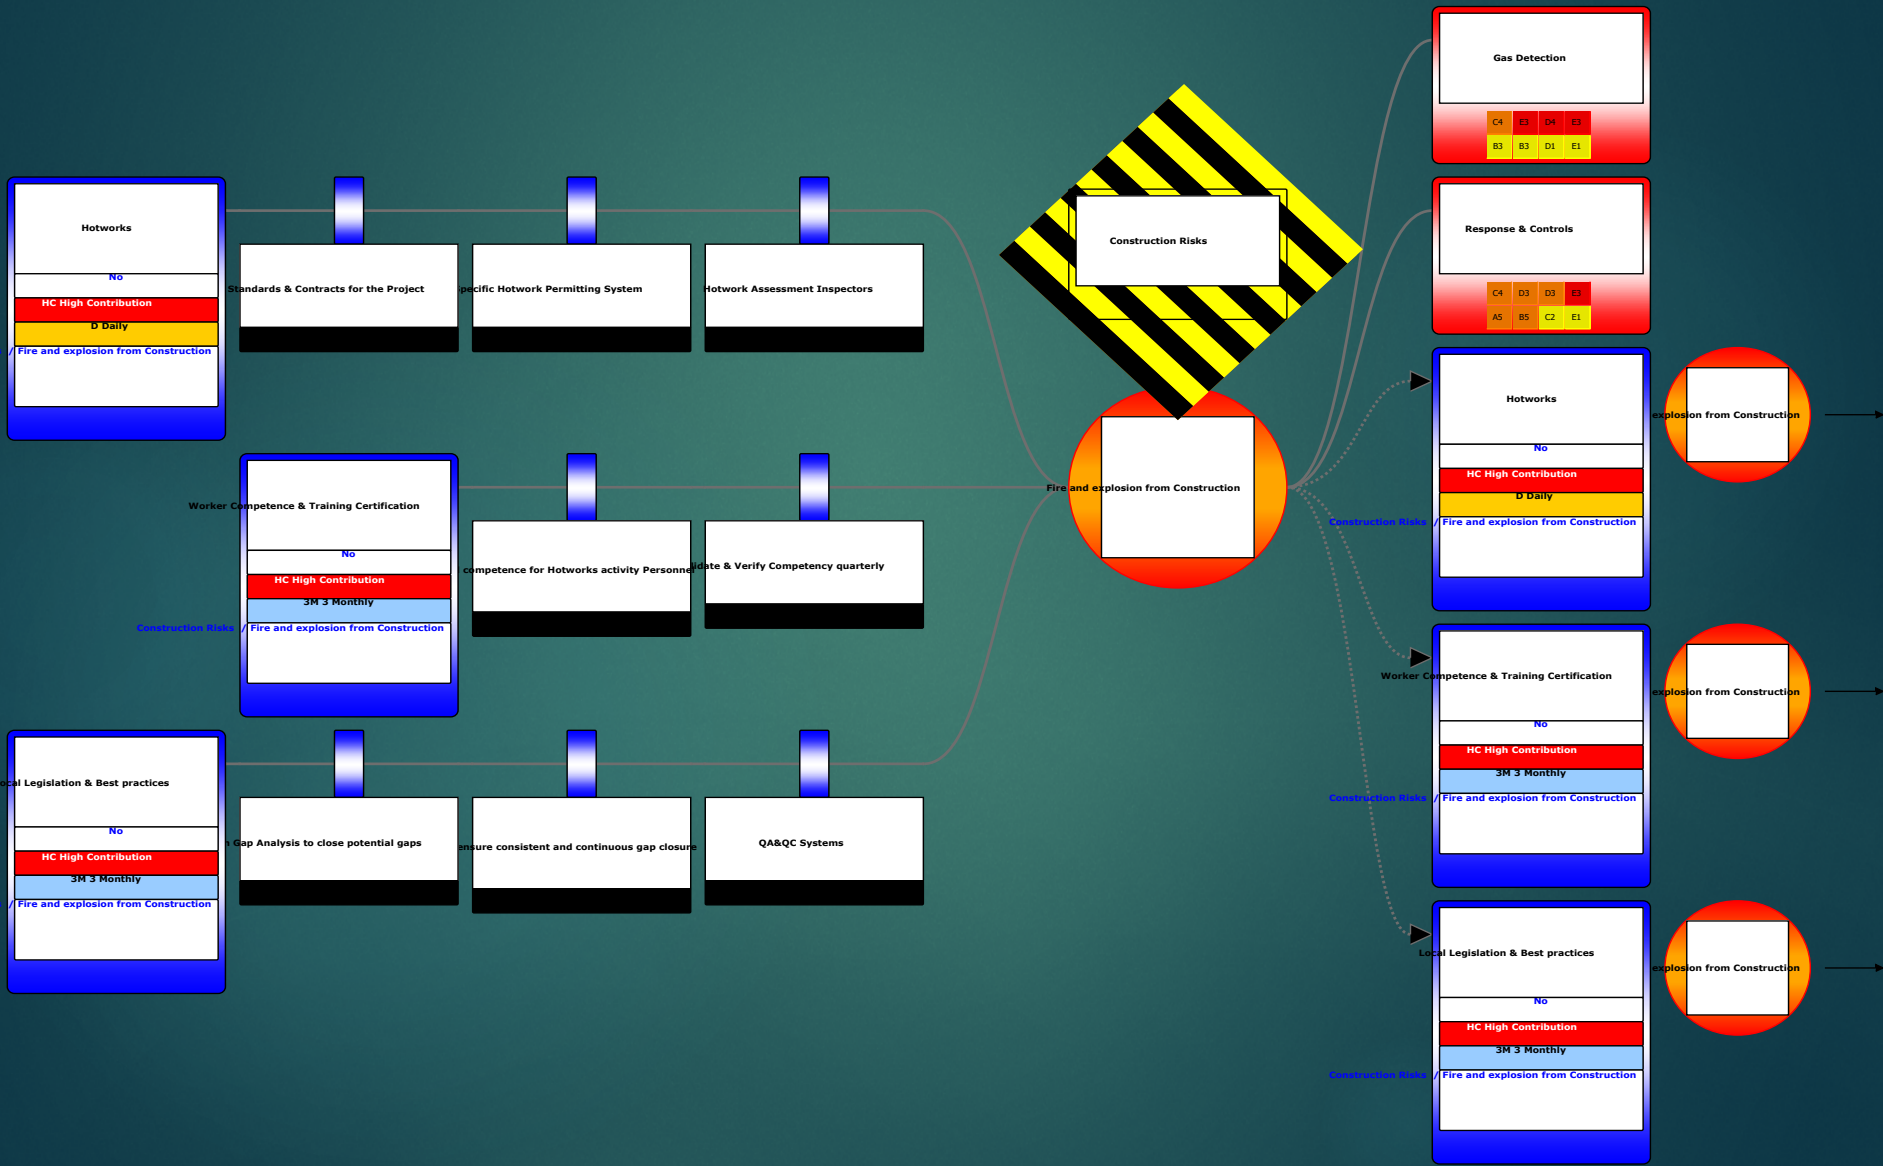 Gas Detection
C4 E3 D4 E3
B3 B3 D1 E1
Response & Controls
C4 D3 D3 E3
A5 B5 C2 E1
Construction Risks
Fire and explosion from Construction
Hotworks
No
HC High Contribution
D Daily
/ Fire and explosion from Construction
Standards & Contracts for the Project
Hotwork Permitting System
Hotwork Assessment Inspectors
Worker Competence & Training Certification
No
HC High Contribution
3M 3 Monthly
Construction Risks / Fire and explosion from Construction
competence for Hotworks activity Personnel
& Verify Competency quarterly
Legislation & Best practices
No
HC High Contribution
3M 3 Monthly
/ Fire and explosion from Construction
Gap Analysis to close potential gaps
ensure consistent and continuous gap closure
QA&QC Systems
Hotworks
No
HC High Contribution
D Daily
Construction Risks / Fire and explosion from Construction
explosion from Construction
Worker Competence & Training Certification
No
HC High Contribution
3M 3 Monthly
Construction Risks / Fire and explosion from Construction
explosion from Construction
Local Legislation & Best practices
No
HC High Contribution
3M 3 Monthly
Construction Risks / Fire and explosion from Construction
explosion from Construction